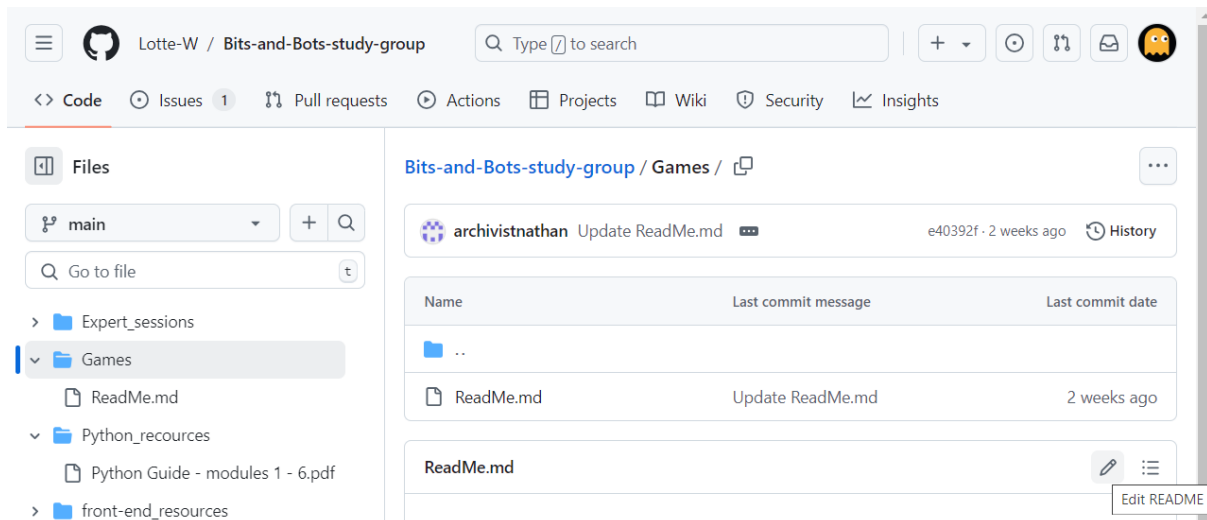 Lotte-W / Bits-and-Bots-study-group
Type / to search
Code
Issues 1
Pull requests
Actions
Projects
Wiki
Security
Insights
Files
main
Go to file
t
Expert_sessions
Games
ReadMe.md
Python_recources
Python Guide - modules 1 - 6.pdf
front-end_resources
Bits-and-Bots-study-group / Games /
archivistnathan Update ReadMe.md
e40392f · 2 weeks ago
History
Name Last commit message Last commit date
..
ReadMe.md Update ReadMe.md 2 weeks ago
ReadMe.md
Edit README